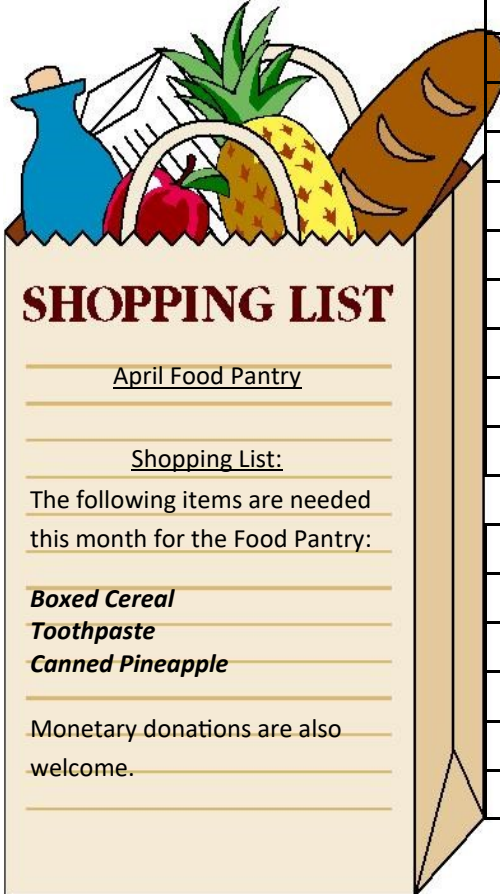 SHOPPING LIST
April Food Pantry
Shopping List:
The following items are needed
this month for the Food Pantry:
Boxed Cereal
Toothpaste
Canned Pineapple
Monetary donations are also
welcome.